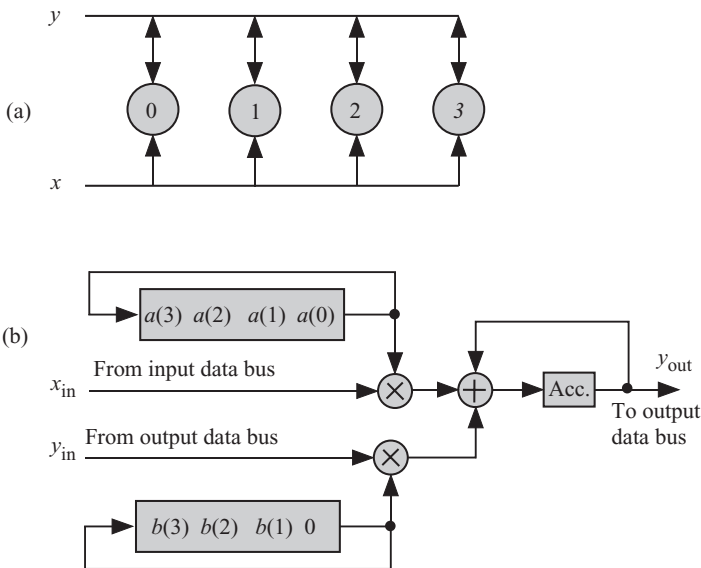 y
(a)
0 1 2 3
x
(b)
a(3) a(2) a(1) a(0)
From input data bus
x_in
× + Acc.
y_out
To output
data bus
From output data bus
y_in
×
b(3) b(2) b(1) 0